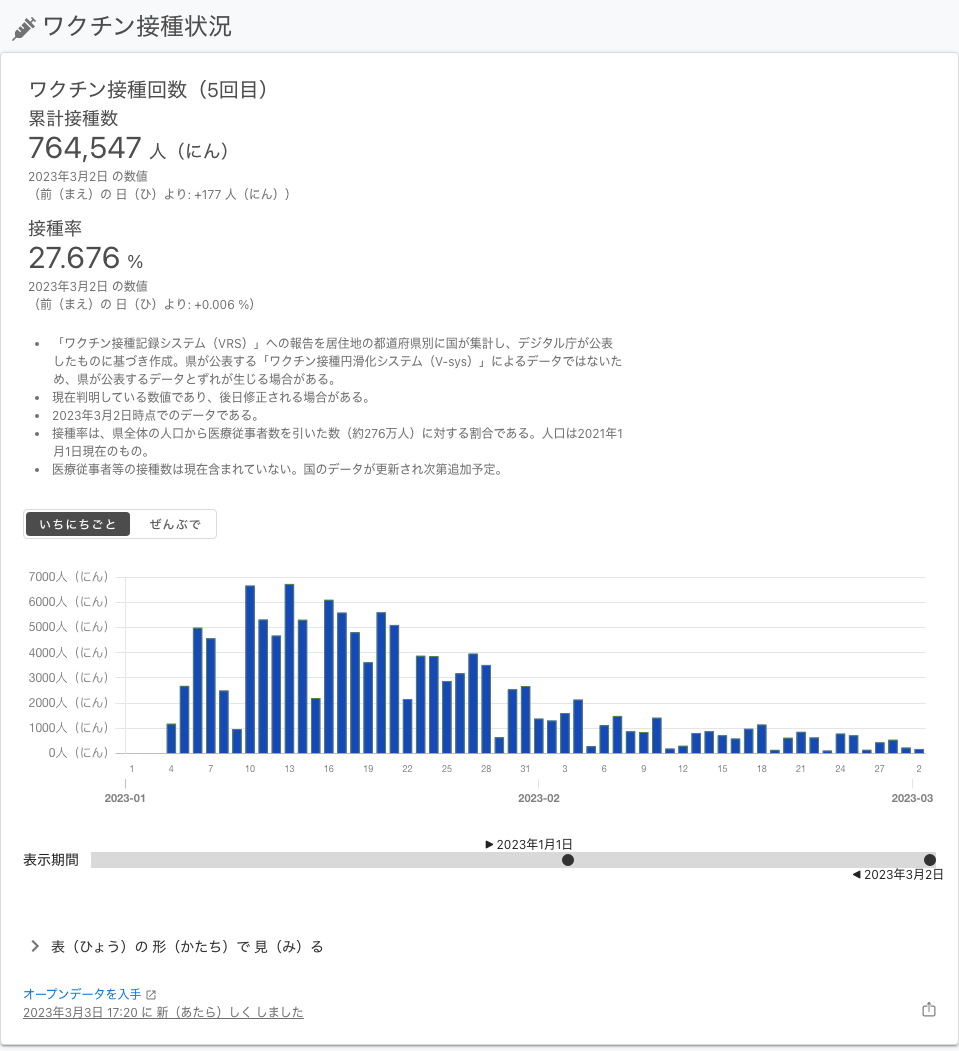 ワクチン接種状況
ワクチン接種回数（5回目）
累計接種数
764,547 人（にん）
2023年3月2日 の数値
（前（まえ）の 日（ひ）より: +177 人（にん））
接種率
27.676 %
2023年3月2日 の数値
（前（まえ）の 日（ひ）より: +0.006 %）
• 「ワクチン接種記録システム（VRS）」への報告を居住地の都道府県別に国が集計し、デジタル庁が公表
したものに基づき作成。県が公表する「ワクチン接種円滑化システム（V-sys）」によるデータではないた
め、県が公表するデータとずれが生じる場合がある。
• 現在判明している数値であり、後日修正される場合がある。
• 2023年3月2日時点でのデータである。
• 接種率は、県全体の人口から医療従事者数を引いた数（約276万人）に対する割合である。人口は2021年1
月1日現在のもの。
• 医療従事者等の接種数は現在含まれていない。国のデータが更新され次第追加予定。
いちにちごと ぜんぶで
7000人（にん）
6000人（にん）
5000人（にん）
4000人（にん）
3000人（にん）
2000人（にん）
1000人（にん）
0人（にん）
1 4 7 10 13 16 19 22 25 28 31 3 6 9 12 15 18 21 24 27 2
2023-01 2023-02 2023-03
▶ 2023年1月1日
表示期間
◀ 2023年3月2日
表（ひょう）の 形（かたち）で 見（み）る
オープンデータを入手
2023年3月3日 17:20 に 新（あたら）しく しました